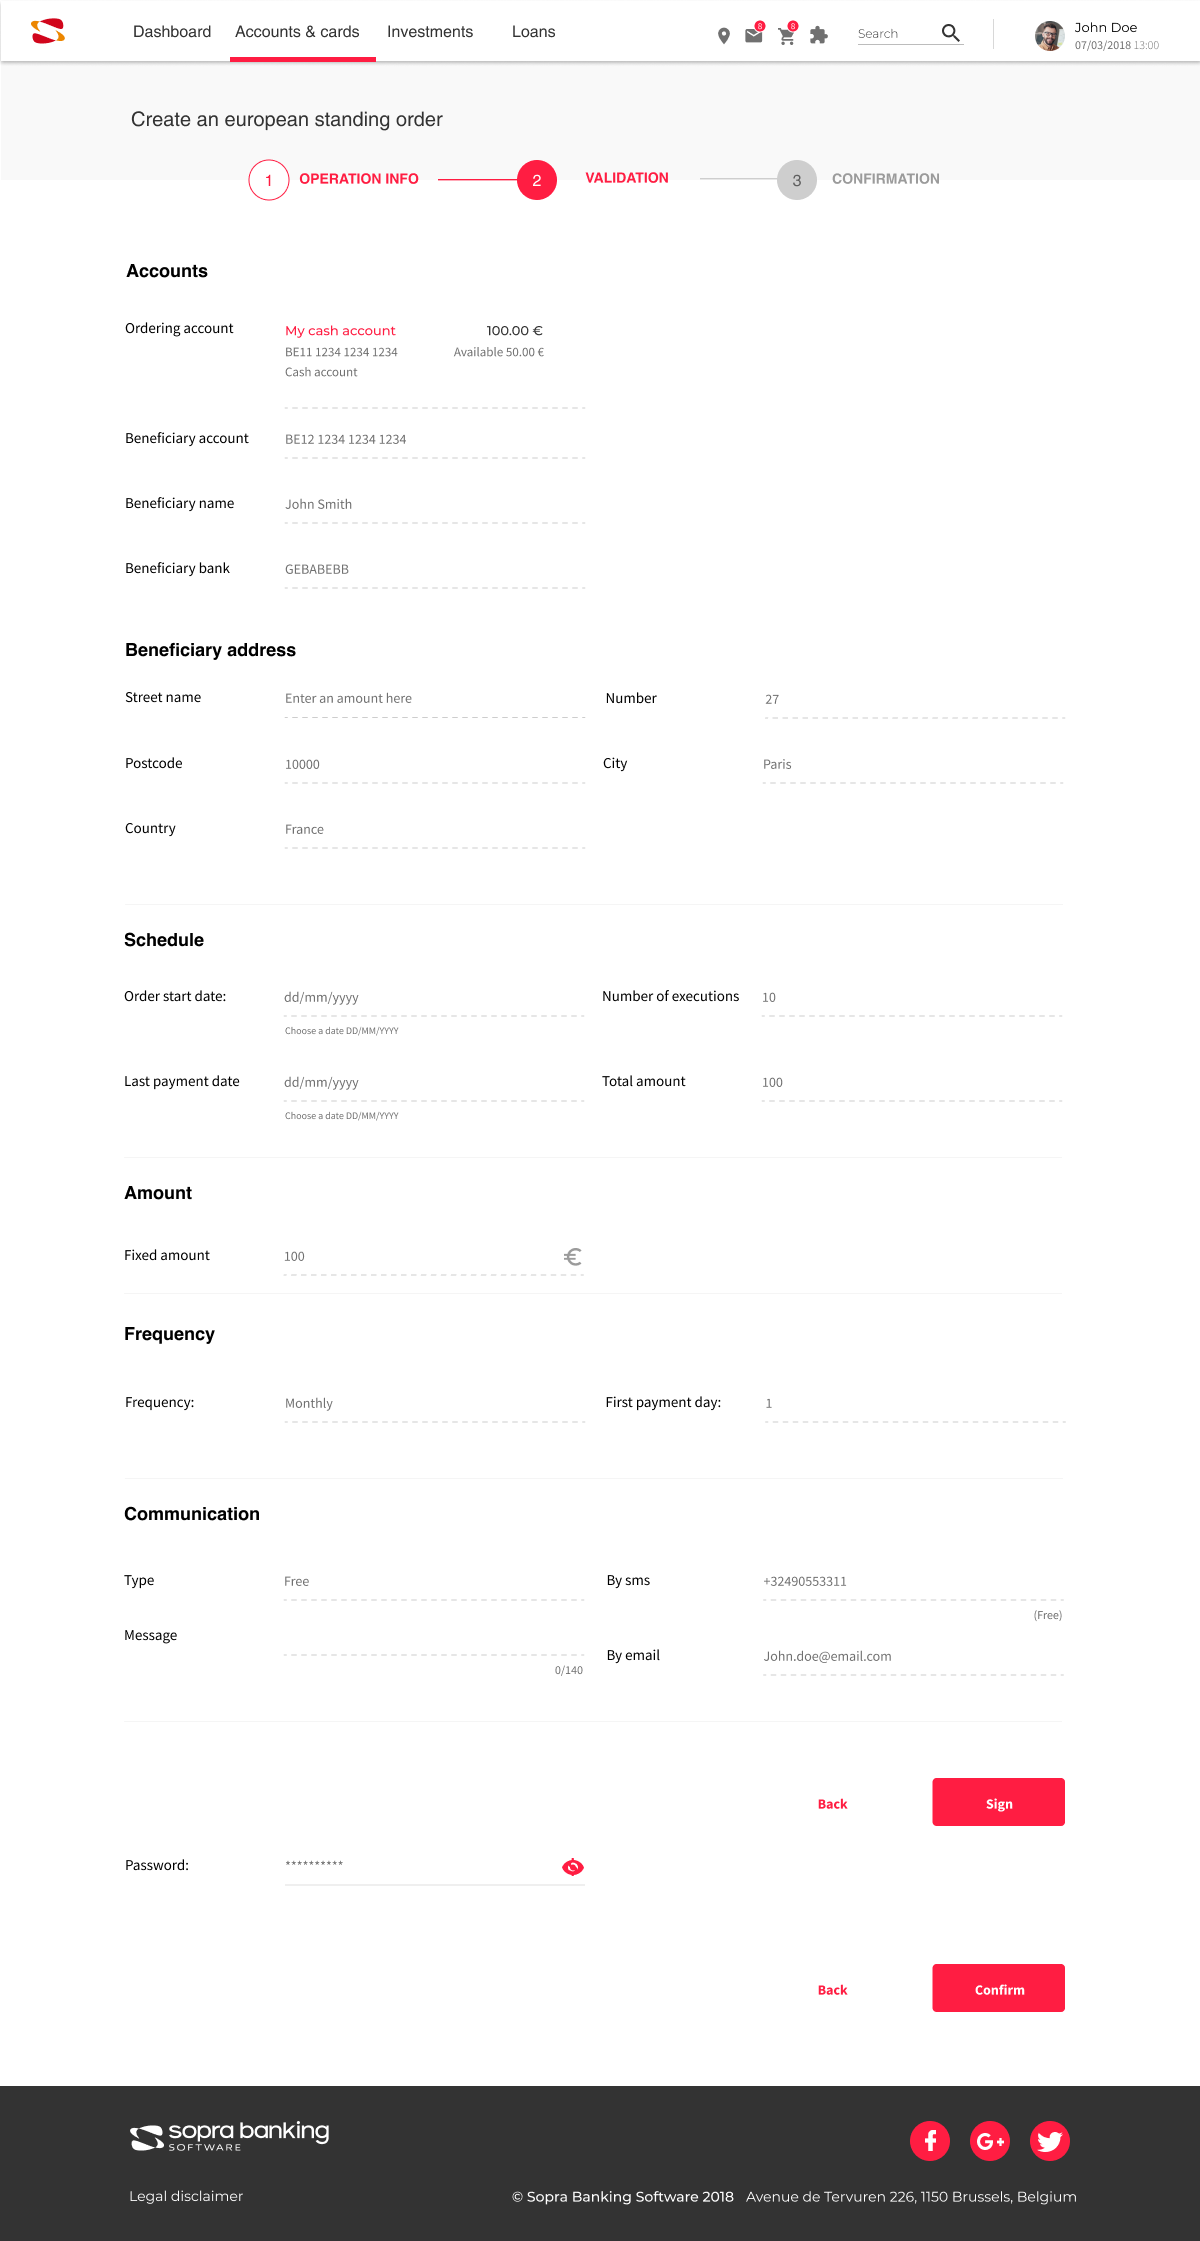 Dashboard Accounts & cards Investments Loans 8 8 Search John Doe
07/03/2018 13:00
Create an european standing order
1 OPERATION INFO 2 VALIDATION 3 CONFIRMATION
Accounts
Ordering account My cash account 100.00 €
BE11 1234 1234 1234 Available 50.00 €
Cash account
Beneficiary account BE12 1234 1234 1234
Beneficiary name John Smith
Beneficiary bank GEBABEBB
Beneficiary address
Street name Enter an amount here Number 27
Postcode 10000 City Paris
Country France
Schedule
Order start date: dd/mm/yyyy Number of executions 10
Choose a date DD/MM/YYYY
Last payment date dd/mm/yyyy Total amount 100
Choose a date DD/MM/YYYY
Amount
Fixed amount 100 €
Frequency
Frequency: Monthly First payment day: 1
Communication
Type Free By sms +32490553311
(Free)
Message
By email John.doe@email.com
0/140
Back Sign
Password: **********
Back Confirm
sopra banking
SOFTWARE
f G+
Legal disclaimer © Sopra Banking Software 2018 Avenue de Tervuren 226, 1150 Brussels, Belgium